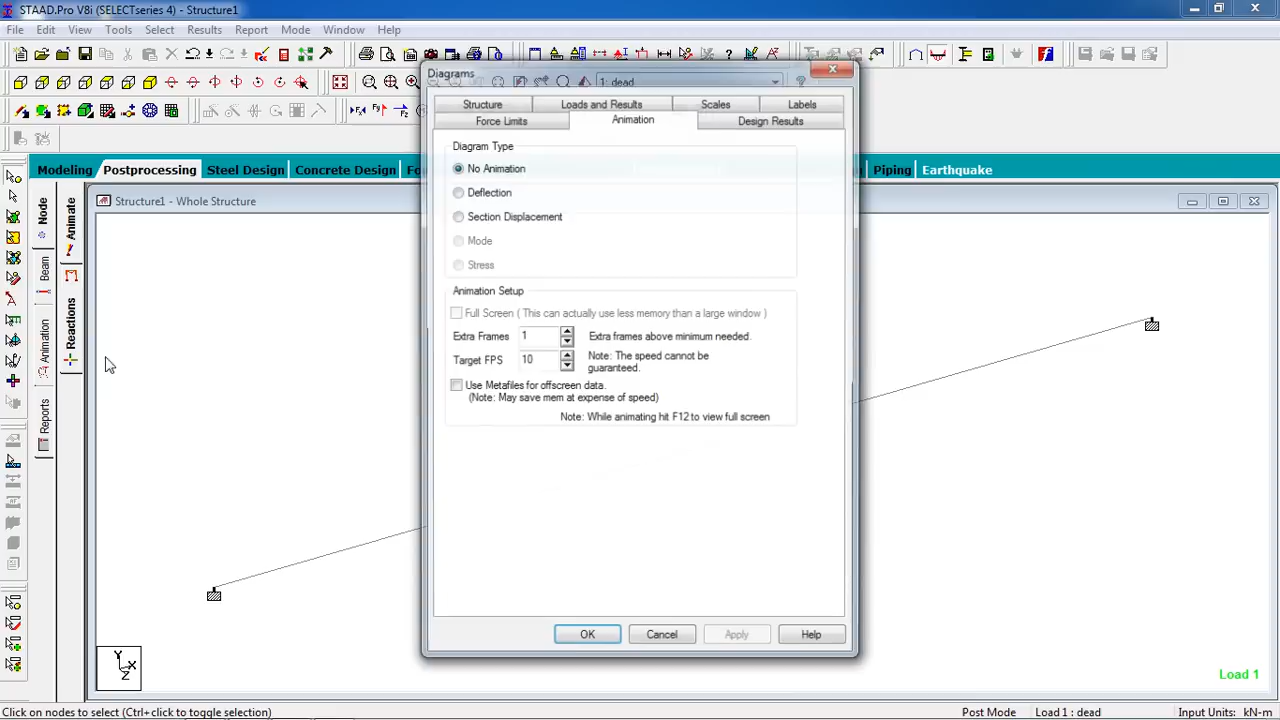 STAAD.Pro V8i (SELECTseries 4) - Structure1
File Edit View Tools Select Results Report Mode Window Help
1: dead
Modeling Postprocessing Steel Design Concrete Design Piping Earthquake
Structure1 - Whole Structure
Node
Beam
Animation
Reports
Animate
Reactions
Diagrams
Structure Loads and Results Scales Labels
Force Limits Animation Design Results
Diagram Type
No Animation
Deflection
Section Displacement
Mode
Stress
Animation Setup
Full Screen ( This can actually use less memory than a large window )
Extra Frames 1 Extra frames above minimum needed.
Target FPS 10 Note: The speed cannot be
guaranteed.
Use Metafiles for offscreen data.
(Note: May save mem at expense of speed)
Note: While animating hit F12 to view full screen
OK Cancel Apply Help
Y
X
Z
Load 1
Click on nodes to select (Ctrl+click to toggle selection) Post Mode Load 1 : dead Input Units: kN-m